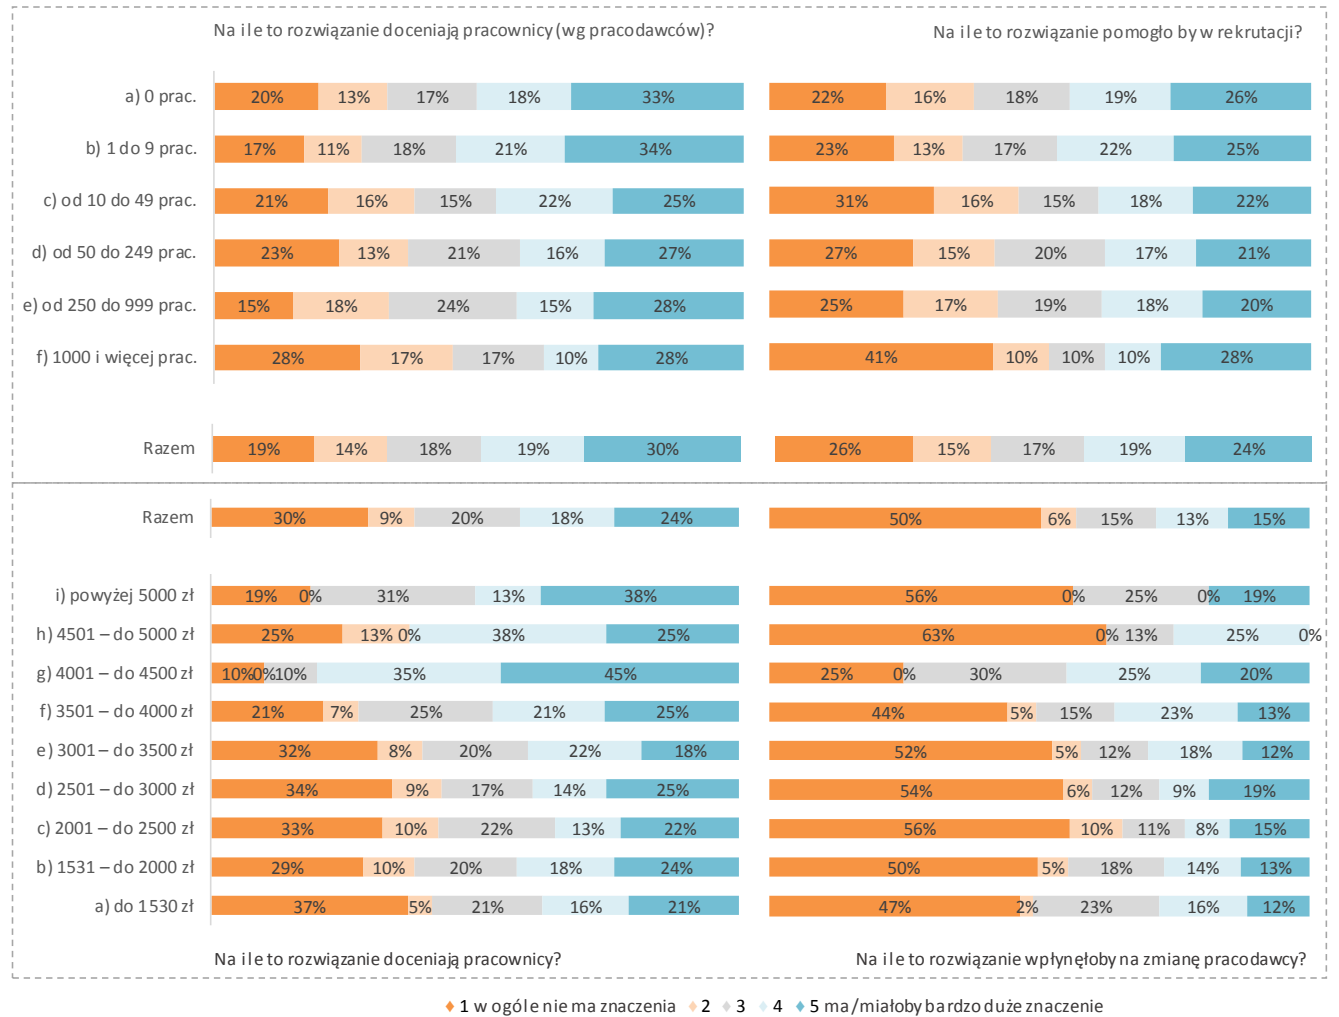 Na ile to rozwiązanie doceniają pracownicy (wg pracodawców)? Na ile to rozwiązanie pomogło by w rekrutacji?
a) 0 prac. 20% 13% 17% 18% 33% 22% 16% 18% 19% 26%
b) 1 do 9 prac. 17% 11% 18% 21% 34% 23% 13% 17% 22% 25%
c) od 10 do 49 prac. 21% 16% 15% 22% 25% 31% 16% 15% 18% 22%
d) od 50 do 249 prac. 23% 13% 21% 16% 27% 27% 15% 20% 17% 21%
e) od 250 do 999 prac. 15% 18% 24% 15% 28% 25% 17% 19% 18% 20%
f) 1000 i więcej prac. 28% 17% 17% 10% 28% 41% 10% 10% 10% 28%
Razem 19% 14% 18% 19% 30% 26% 15% 17% 19% 24%
Razem 30% 9% 20% 18% 24% 50% 6% 15% 13% 15%
i) powyżej 5000 zł 19% 0% 31% 13% 38% 56% 0% 25% 0% 19%
h) 4501 – do 5000 zł 25% 13% 0% 38% 25% 63% 0% 13% 25% 0%
g) 4001 – do 4500 zł 10% 0% 10% 35% 45% 25% 0% 30% 25% 20%
f) 3501 – do 4000 zł 21% 7% 25% 21% 25% 44% 5% 15% 23% 13%
e) 3001 – do 3500 zł 32% 8% 20% 22% 18% 52% 5% 12% 18% 12%
d) 2501 – do 3000 zł 34% 9% 17% 14% 25% 54% 6% 12% 9% 19%
c) 2001 – do 2500 zł 33% 10% 22% 13% 22% 56% 10% 11% 8% 15%
b) 1531 – do 2000 zł 29% 10% 20% 18% 24% 50% 5% 18% 14% 13%
a) do 1530 zł 37% 5% 21% 16% 21% 47% 2% 23% 16% 12%
Na ile to rozwiązanie doceniają pracownicy? Na ile to rozwiązanie wpłynęłoby na zmianę pracodawcy?
1 w ogóle nie ma znaczenia 2 3 4 5 ma/miałoby bardzo duże znaczenie